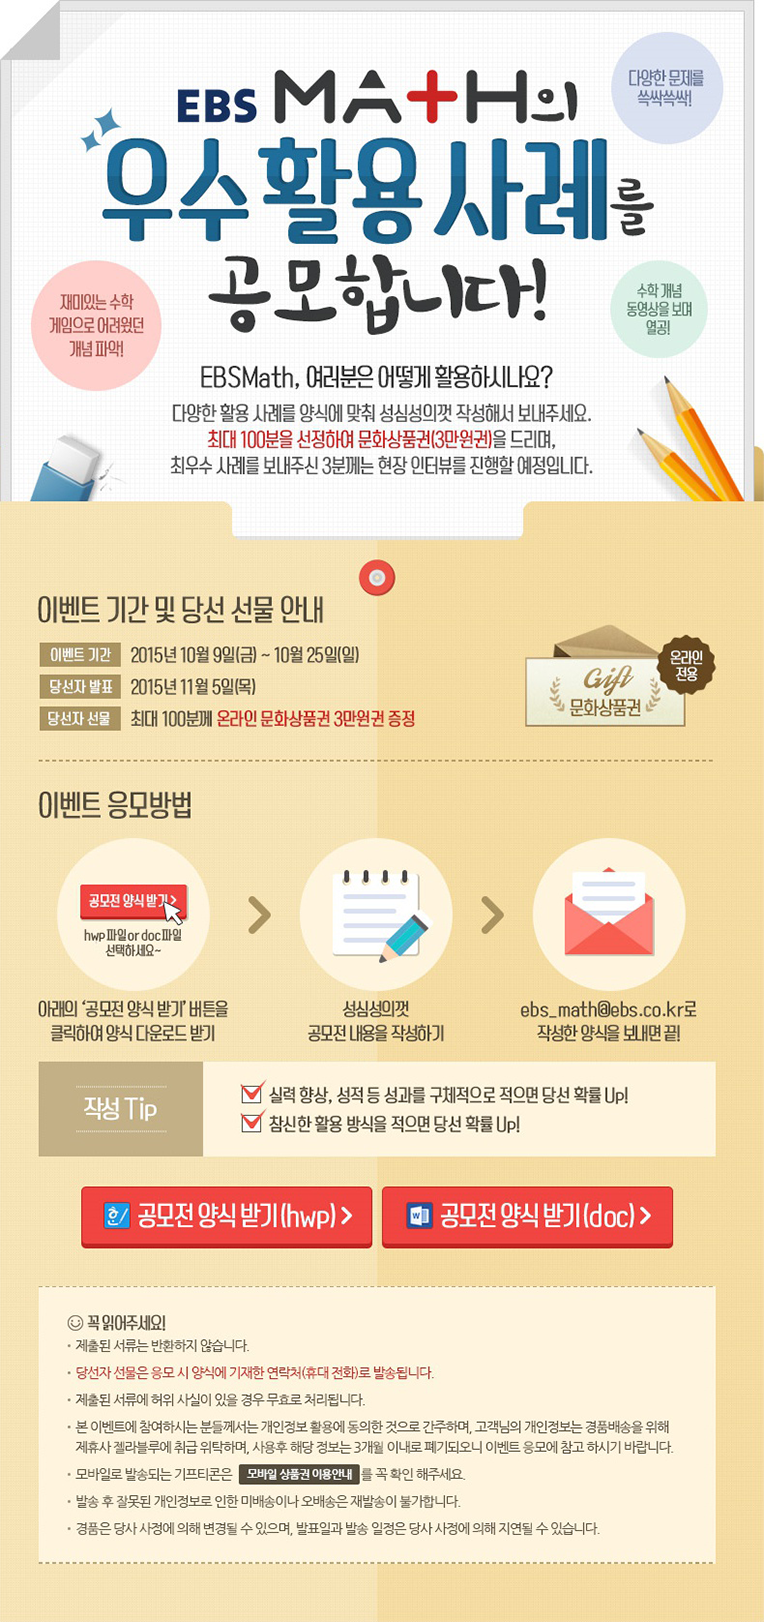 EBS MATH의
우수 활용 사례를
공모합니다!
다양한 문제를
쓱싹쓱싹!
재미있는 수학
게임으로 어려웠던
개념 파악!
수학 개념
동영상을 보며
열공!
EBSMath, 여러분은 어떻게 활용하시나요?
다양한 활용 사례를 양식에 맞춰 성심성의껏 작성해서 보내주세요.
최대 100분을 선정하여 문화상품권(3만원권)을 드리며,
최우수 사례를 보내주신 3분께는 현장 인터뷰를 진행할 예정입니다.
이벤트 기간 및 당선 선물 안내
이벤트 기간 2015년 10월 9일(금) ~ 10월 25일(일)
당선자 발표 2015년 11월 5일(목)
당선자 선물 최대 100분께 온라인 문화상품권 3만원권 증정
온라인
전용
Gift
문화상품권
이벤트 응모방법
공모전 양식 받기 >
hwp 파일 or doc 파일
선택하세요~
아래의 '공모전 양식 받기' 버튼을
클릭하여 양식 다운로드 받기
성심성의껏
공모전 내용을 작성하기
ebs_math@ebs.co.kr로
작성한 양식을 보내면 끝!
작성 Tip
실력 향상, 성적 등 성과를 구체적으로 적으면 당선 확률 Up!
참신한 활용 방식을 적으면 당선 확률 Up!
한/ 공모전 양식 받기(hwp) >
W 공모전 양식 받기(doc) >
꼭 읽어주세요!
· 제출된 서류는 반환하지 않습니다.
· 당선자 선물은 응모 시 양식에 기재한 연락처(휴대 전화)로 발송됩니다.
· 제출된 서류에 허위 사실이 있을 경우 무효로 처리됩니다.
· 본 이벤트에 참여하시는 분들께서는 개인정보 활용에 동의한 것으로 간주하며, 고객님의 개인정보는 경품배송을 위해
제휴사 젤라블루에 취급 위탁하며, 사용후 해당 정보는 3개월 이내로 폐기되오니 이벤트 응모에 참고 하시기 바랍니다.
· 모바일로 발송되는 기프티콘은 모바일 상품권 이용안내 를 꼭 확인 해주세요.
· 발송 후 잘못된 개인정보로 인한 미배송이나 오배송은 재발송이 불가합니다.
· 경품은 당사 사정에 의해 변경될 수 있으며, 발표일과 발송 일정은 당사 사정에 의해 지연될 수 있습니다.